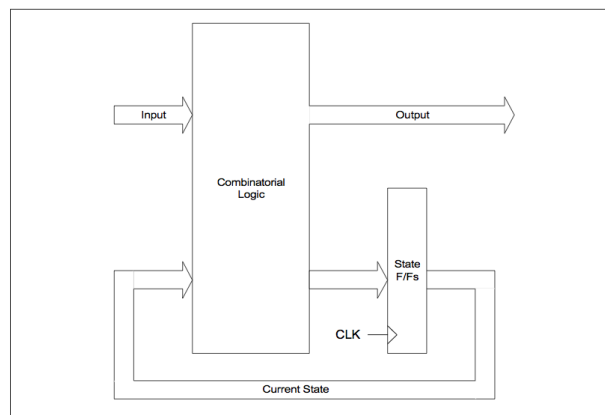 Input
Output
Combinatorial
Logic
State
F/Fs
CLK
Current State